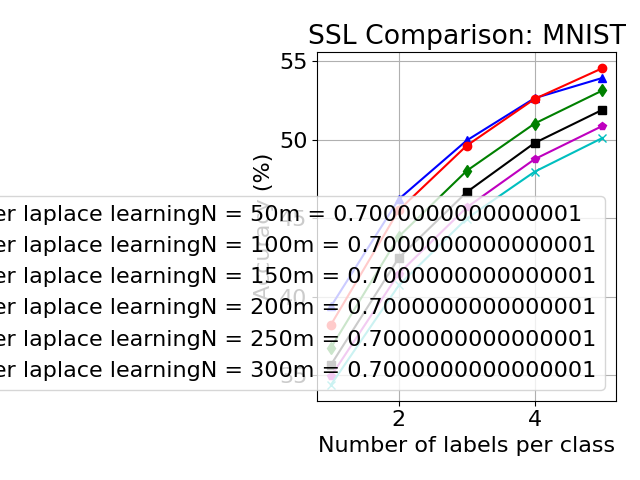 SSL Comparison: MNIST
55
50
45
40
35
Accuracy (%)
er laplace learningN = 50m = 0.7000000000000001
er laplace learningN = 100m = 0.7000000000000001
er laplace learningN = 150m = 0.7000000000000001
er laplace learningN = 200m = 0.7000000000000001
er laplace learningN = 250m = 0.7000000000000001
er laplace learningN = 300m = 0.7000000000000001
2 4
Number of labels per class